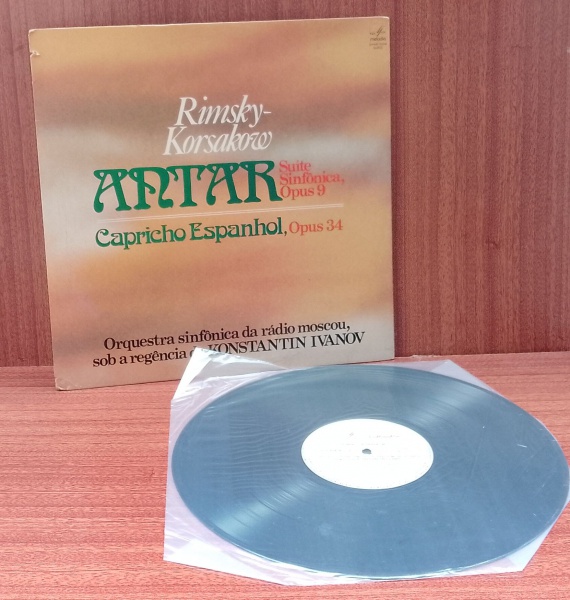 Rimsky-
Korsakow
ANTAR Suite
Sinfônica,
Opus 9
Capricho Espanhol, Opus 34
Orquestra sinfônica da rádio moscou,
sob a regência KONSTANTIN IVANOV